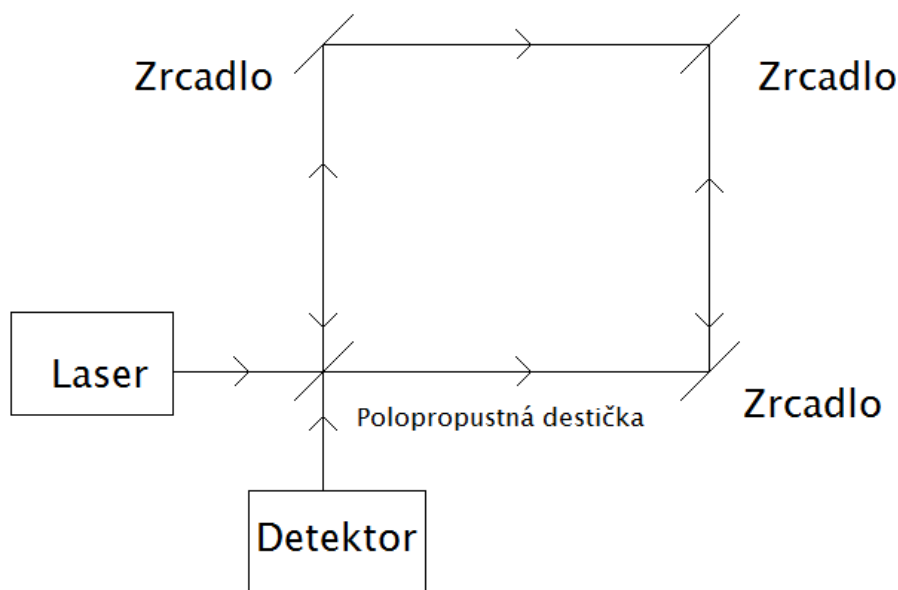 Zrcadlo
Zrcadlo
Laser
Polopropustná destička
Zrcadlo
Detektor